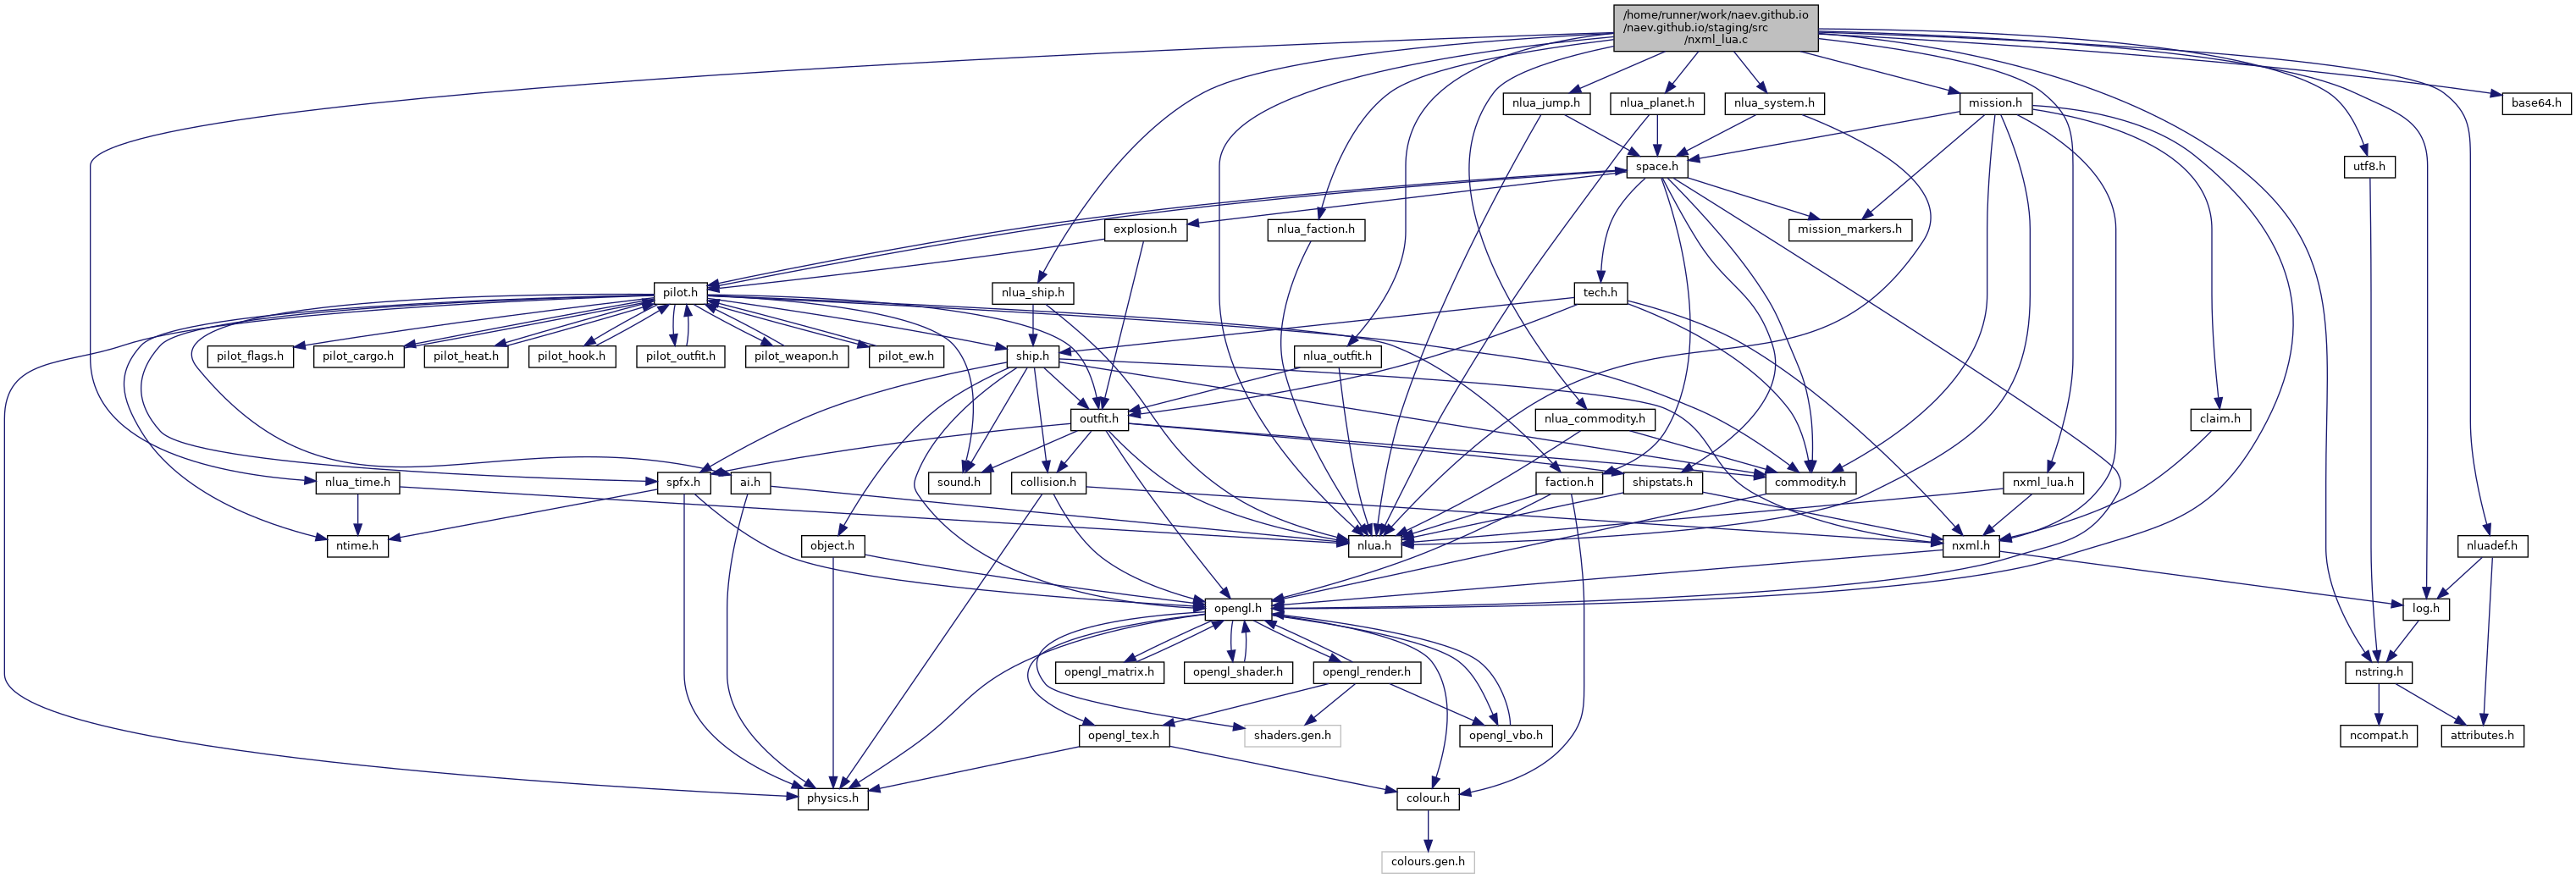 /home/runner/work/naev.github.io
/naev.github.io/staging/src
/nxml_lua.c
nlua_jump.h
nlua_planet.h
nlua_system.h
mission.h
base64.h
space.h
utf8.h
explosion.h
nlua_faction.h
mission_markers.h
pilot.h
nlua_ship.h
tech.h
pilot_flags.h
pilot_cargo.h
pilot_heat.h
pilot_hook.h
pilot_outfit.h
pilot_weapon.h
pilot_ew.h
ship.h
nlua_outfit.h
outfit.h
nlua_commodity.h
claim.h
nlua_time.h
spfx.h
ai.h
sound.h
collision.h
faction.h
shipstats.h
commodity.h
nxml_lua.h
ntime.h
object.h
nlua.h
nxml.h
nluadef.h
opengl.h
log.h
opengl_matrix.h
opengl_shader.h
opengl_render.h
nstring.h
opengl_tex.h
shaders.gen.h
opengl_vbo.h
ncompat.h
attributes.h
physics.h
colour.h
colours.gen.h